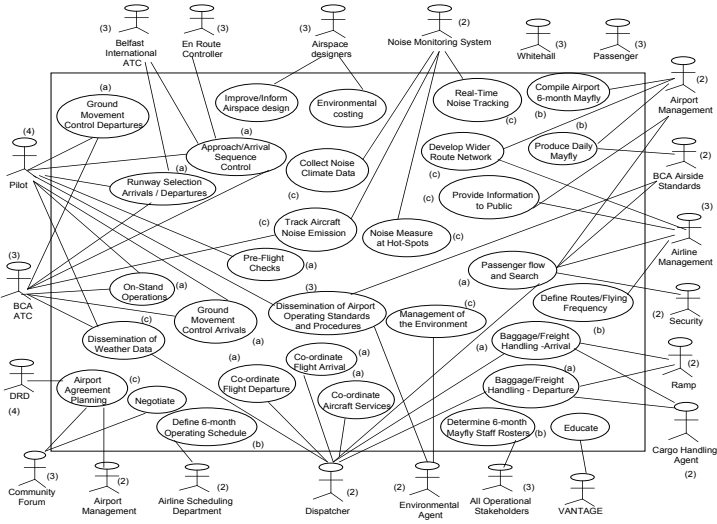 (3)
Belfast
International
ATC
(3)
En Route
Controller
(3)
Airspace
designers
(2)
Noise Monitoring System
(3)
Whitehall
(3)
Passenger
(2)
Airport
Management
(a)
Ground
Movement
Control Departures
Improve/Inform
Airspace design
Environmental
costing
Real-Time
Noise Tracking
(c)
Compile Airport
6-month Mayfly
(b)
(4)
Pilot
(a)
Approach/Arrival
Sequence
Control
Collect Noise
Climate Data
(c)
Develop Wider
Route Network
(c)
(b)
Produce Daily
Mayfly
(2)
BCA Airside
Standards
(a)
Runway Selection
Arrivals / Departures
Provide Information
to Public
(c)
(c)
Track Aircraft
Noise Emission
Noise Measure
at Hot-Spots
(c)
(3)
Airline
Management
(3)
BCA
ATC
Pre-Flight
Checks
(a)
Passenger flow
and Search
(a)
On-Stand
Operations
(a)
(3)
Dissemination of Airport
Operating Standards
and Procedures
(c)
Management of
the Environment
Define Routes/Flying
Frequency
(b)
(2)
Security
Ground
Movement
Control Arrivals
(a)
(c)
Dissemination of
Weather Data
(a)
Co-ordinate
Flight Arrival
(a)
(a)
Baggage/Freight
Handling -Arrival
(2)
Ramp
DRD
(4)
Airport
Agreement
Planning
(c)
Negotiate
(a)
Co-ordinate
Flight Departure
(a)
Co-ordinate
Aircraft Services
(a)
Baggage/Freight
Handling - Departure
Define 6-month
Operating Schedule
(b)
Determine 6-month
Mayfly Staff Rosters
(b)
Educate
Cargo Handling
Agent
(2)
(3)
Community
Forum
(2)
Airport
Management
(2)
Airline Scheduling
Department
(2)
Dispatcher
(2)
Environmental
Agent
(3)
All Operational
Stakeholders
VANTAGE